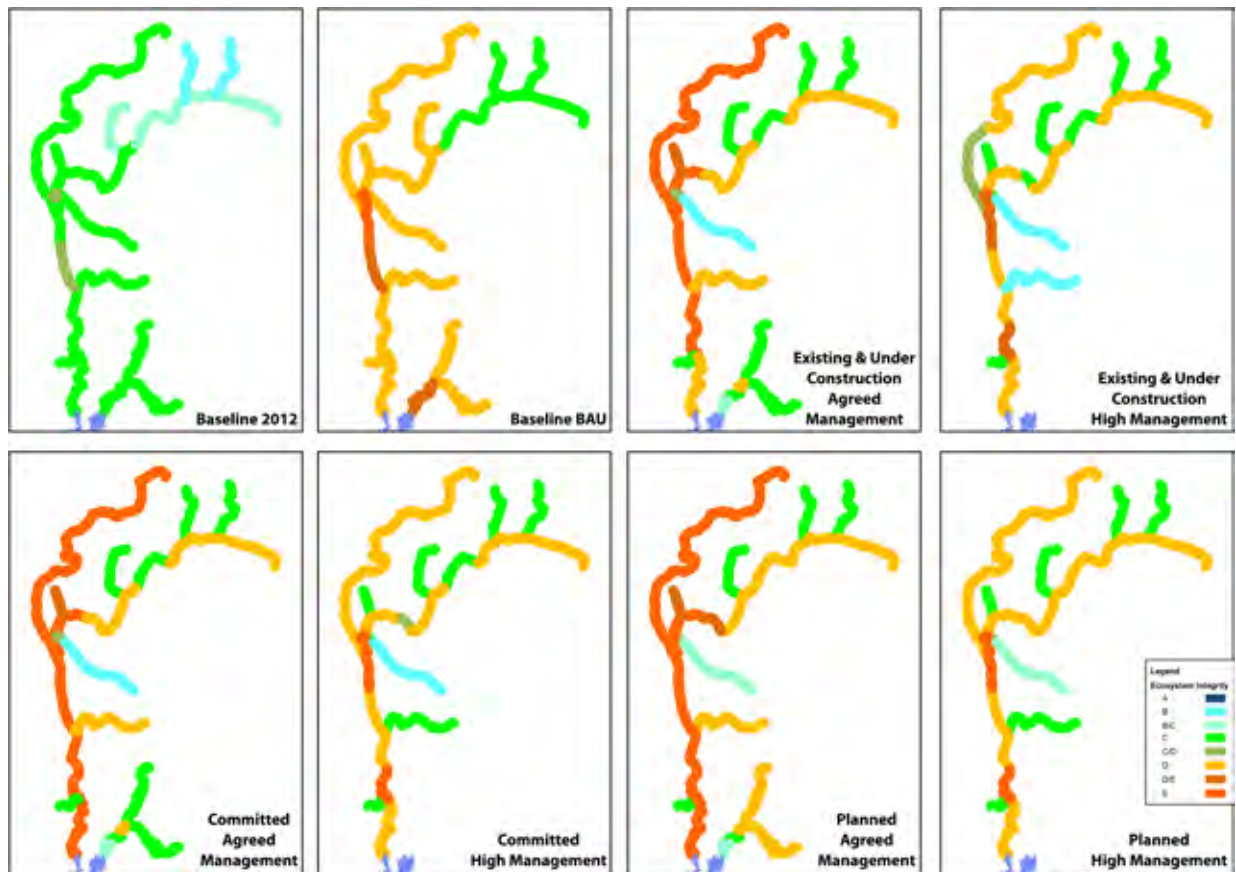 Baseline 2012
Baseline BAU
Existing & Under
Construction
Agreed
Management
Existing & Under
Construction
High Management
Committed
Agreed
Management
Committed
High Management
Planned
Agreed
Management
Planned
High Management
Legend
Ecosystem Integrity
A
B
B/C
C
C/D
D
D/E
E